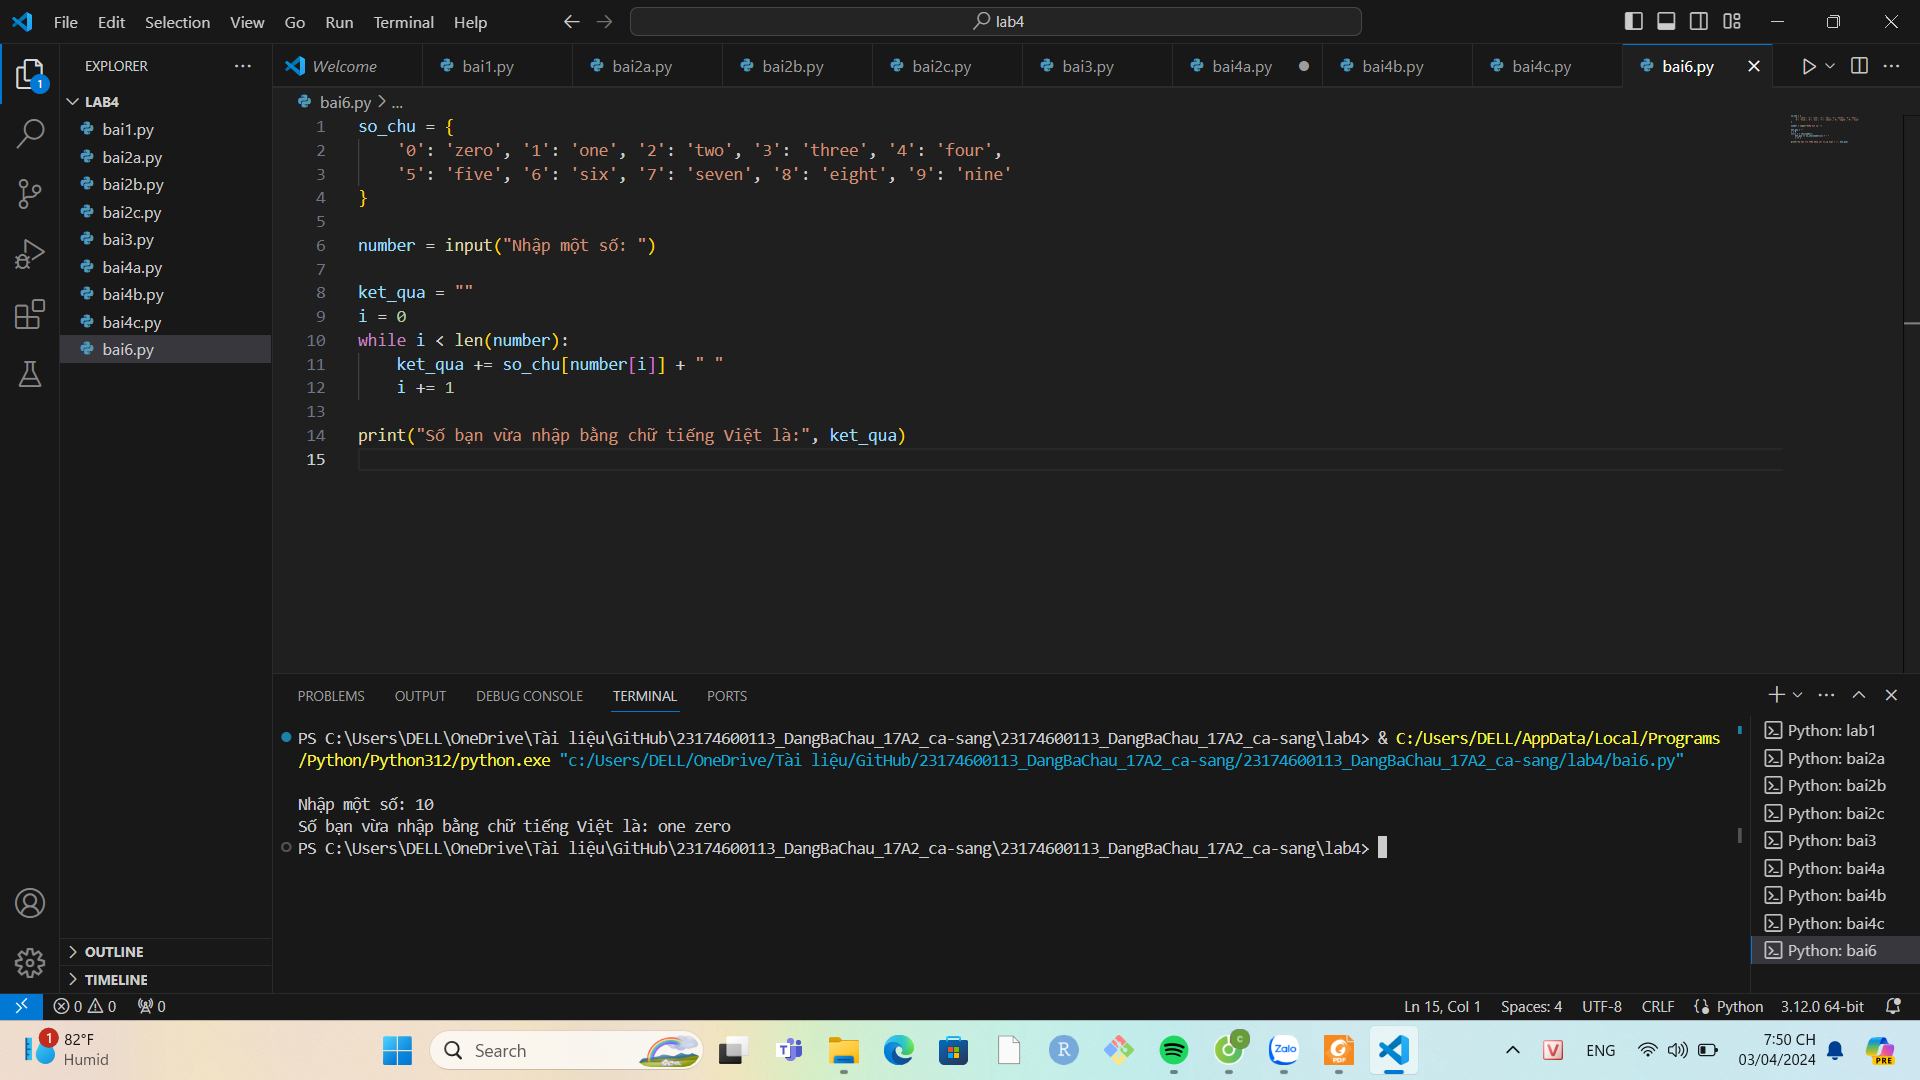 File Edit Selection View Go Run Terminal Help
lab4
EXPLORER
1
LAB4
bai1.py
bai2a.py
bai2b.py
bai2c.py
bai3.py
bai4a.py
bai4b.py
bai4c.py
bai6.py
OUTLINE
TIMELINE
Welcome bai1.py bai2a.py bai2b.py bai2c.py bai3.py bai4a.py bai4b.py bai4c.py bai6.py
bai6.py > ...
1 so_chu = {
2 '0': 'zero', '1': 'one', '2': 'two', '3': 'three', '4': 'four',
3 '5': 'five', '6': 'six', '7': 'seven', '8': 'eight', '9': 'nine'
4 }
5
6 number = input("Nhập một số: ")
7
8 ket_qua = ""
9 i = 0
10 while i < len(number):
11 ket_qua += so_chu[number[i]] + " "
12 i += 1
13
14 print("Số bạn vừa nhập bằng chữ tiếng Việt là:", ket_qua)
15
PROBLEMS OUTPUT DEBUG CONSOLE TERMINAL PORTS
PS C:\Users\DELL\OneDrive\Tài liệu\GitHub\23174600113_DangBaChau_17A2_ca-sang\23174600113_DangBaChau_17A2_ca-sang\lab4> & C:/Users/DELL/AppData/Local/Programs
/Python/Python312/python.exe "c:/Users/DELL/OneDrive/Tài liệu/GitHub/23174600113_DangBaChau_17A2_ca-sang/23174600113_DangBaChau_17A2_ca-sang/lab4/bai6.py"
Nhập một số: 10
Số bạn vừa nhập bằng chữ tiếng Việt là: one zero
PS C:\Users\DELL\OneDrive\Tài liệu\GitHub\23174600113_DangBaChau_17A2_ca-sang\23174600113_DangBaChau_17A2_ca-sang\lab4>
Python: lab1
Python: bai2a
Python: bai2b
Python: bai2c
Python: bai3
Python: bai4a
Python: bai4b
Python: bai4c
Python: bai6
0 0 0
Ln 15, Col 1 Spaces: 4 UTF-8 CRLF Python 3.12.0 64-bit
1
82°F
Humid
Search
T
R
C
Zalo
PDF
V
ENG
7:50 CH
03/04/2024
PRE